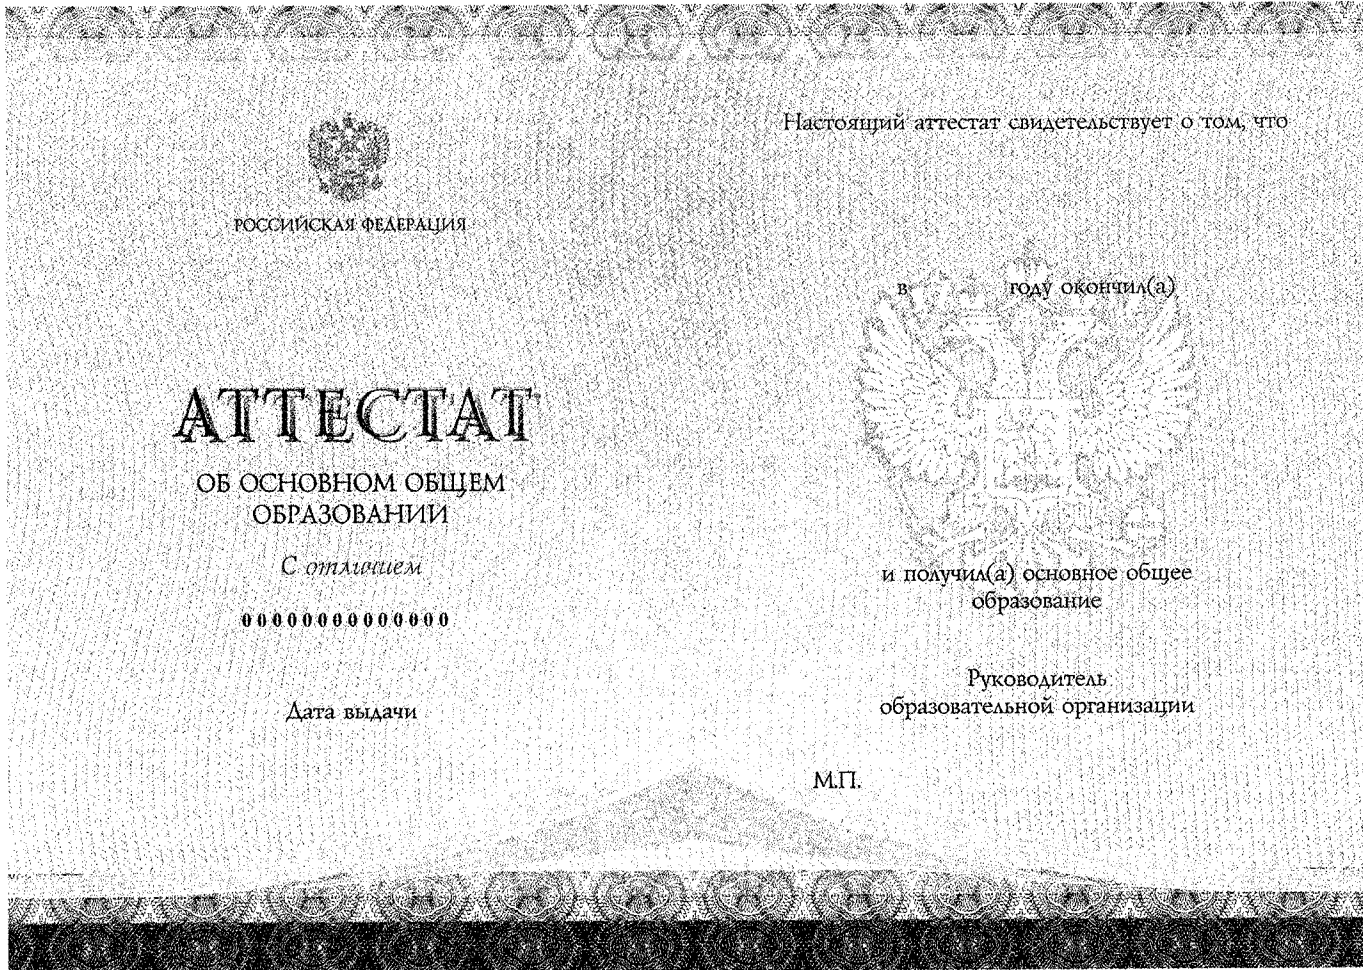 РОССИЙСКАЯ ФЕДЕРАЦИЯ
АТТЕСТАТ
ОБ ОСНОВНОМ ОБЩЕМ
ОБРАЗОВАНИИ
С отличием
00000000000000
Дата выдачи
Настоящий аттестат свидетельствует о том, что
в году окончил(а)
и получил(а) основное общее
образование
Руководитель
образовательной организации
М.П.